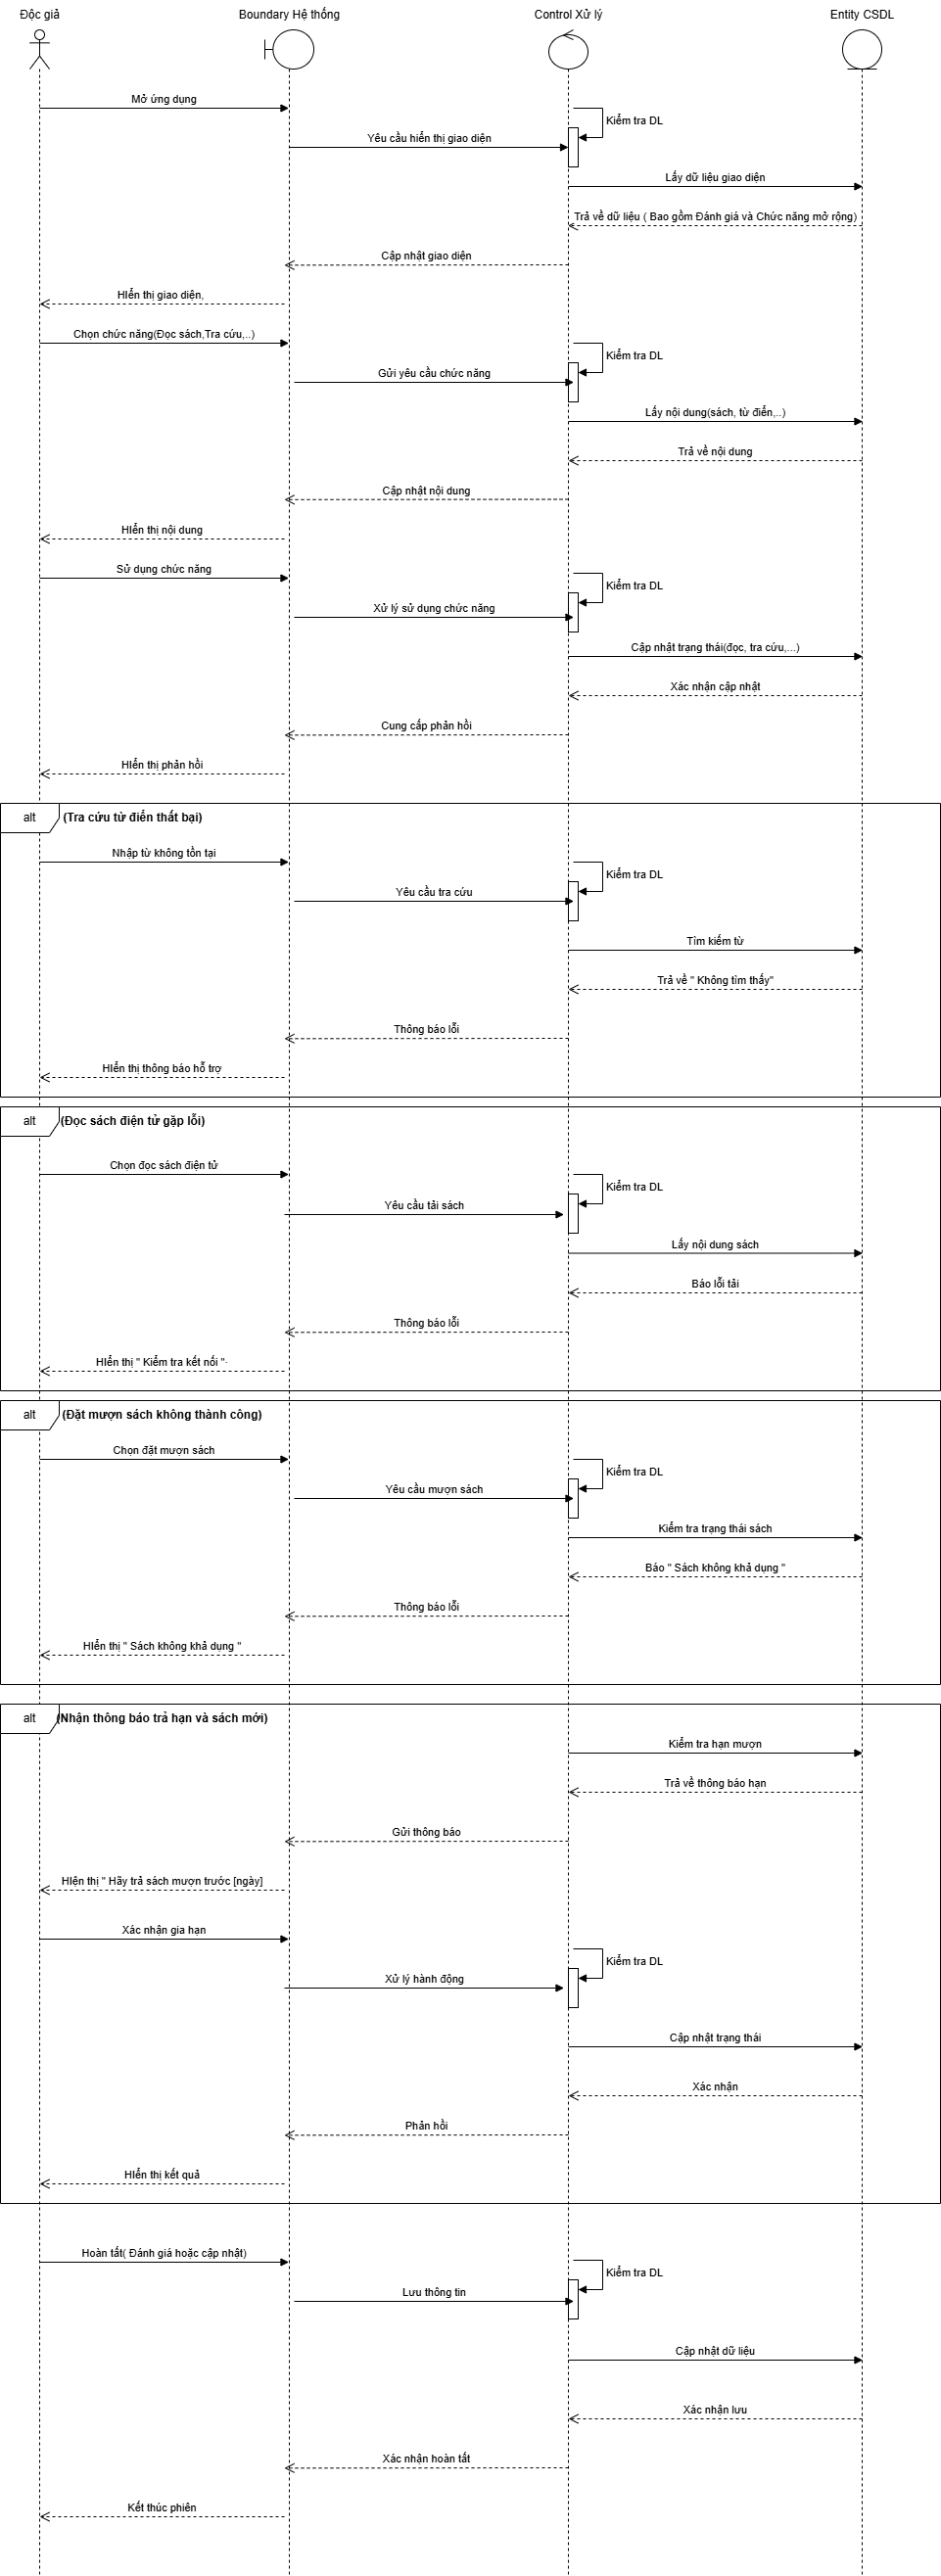 Độc giả
Boundary Hệ thống
Control Xử lý
Entity CSDL
Mở ứng dụng
Kiểm tra DL
Yêu cầu hiển thị giao diện
Lấy dữ liệu giao diện
Trả về dữ liệu ( Bao gồm Đánh giá và Chức năng mở rộng)
Cập nhật giao diện
Hiển thị giao diện,
Chọn chức năng(Đọc sách,Tra cứu,..)
Kiểm tra DL
Gửi yêu cầu chức năng
Lấy nội dung(sách, từ điển,..)
Trả về nội dung
Cập nhật nội dung
Hiển thị nội dung
Sử dụng chức năng
Kiểm tra DL
Xử lý sử dụng chức năng
Cập nhật trạng thái(đọc, tra cứu,...)
Xác nhận cập nhật
Cung cấp phản hồi
Hiển thị phản hồi
alt (Tra cứu từ điển thất bại)
Nhập từ không tồn tại
Kiểm tra DL
Yêu cầu tra cứu
Tìm kiếm từ
Trả về " Không tìm thấy"
Thông báo lỗi
Hiển thị thông báo hỗ trợ
alt (Đọc sách điện tử gặp lỗi)
Chọn đọc sách điện tử
Kiểm tra DL
Yêu cầu tải sách
Lấy nội dung sách
Báo lỗi tải
Thông báo lỗi
Hiển thị " Kiểm tra kết nối "·
alt (Đặt mượn sách không thành công)
Chọn đặt mượn sách
Kiểm tra DL
Yêu cầu mượn sách
Kiểm tra trạng thái sách
Báo " Sách không khả dụng "
Thông báo lỗi
Hiển thị " Sách không khả dụng "
alt (Nhận thông báo trả hạn và sách mới)
Kiểm tra hạn mượn
Trả về thông báo hạn
Gửi thông báo
Hiện thị " Hãy trả sách mượn trước [ngày]
Xác nhận gia hạn
Kiểm tra DL
Xử lý hành động
Cập nhật trạng thái
Xác nhận
Phản hồi
Hiển thị kết quả
Hoàn tất( Đánh giá hoặc cập nhật)
Kiểm tra DL
Lưu thông tin
Cập nhật dữ liệu
Xác nhận lưu
Xác nhận hoàn tất
Kết thúc phiên